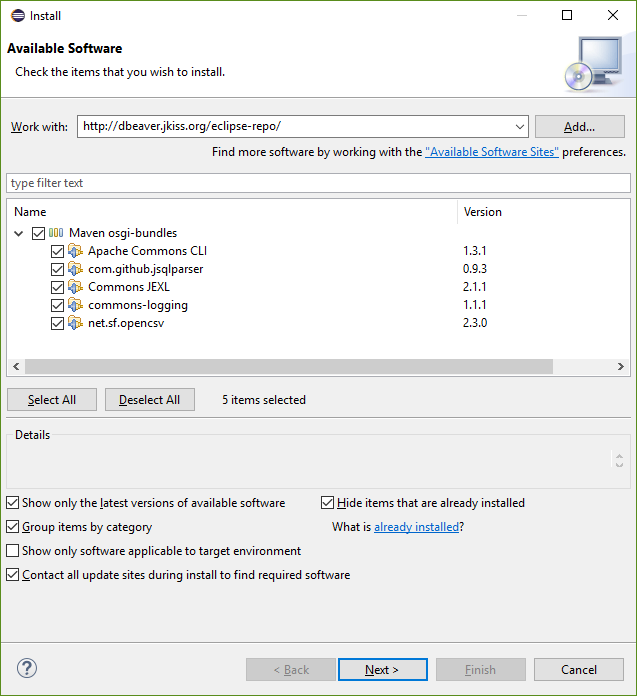 Install
Available Software
Check the items that you wish to install.
Work with: http://dbeaver.jkiss.org/eclipse-repo/ Add...
Find more software by working with the "Available Software Sites" preferences.
type filter text
Name Version
Maven osgi-bundles
Apache Commons CLI 1.3.1
com.github.jsqlparser 0.9.3
Commons JEXL 2.1.1
commons-logging 1.1.1
net.sf.opencsv 2.3.0
Select All Deselect All 5 items selected
Details
Show only the latest versions of available software Hide items that are already installed
Group items by category What is already installed?
Show only software applicable to target environment
Contact all update sites during install to find required software
? < Back Next > Finish Cancel